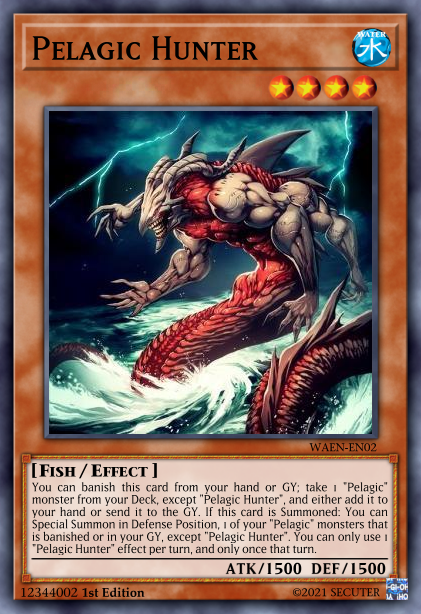 PELAGIC HUNTER
WATER
水
WAEN-EN02
[FISH / EFFECT]
You can banish this card from your hand or GY; take 1 "Pelagic"
monster from your Deck, except "Pelagic Hunter", and either add it to
your hand or send it to the GY. If this card is Summoned: You can
Special Summon in Defense Position, 1 of your "Pelagic" monsters that
is banished or in your GY, except "Pelagic Hunter". You can only use 1
"Pelagic Hunter" effect per turn, and only once that turn.
ATK/1500 DEF/1500
12344002 1st Edition
©2021 SECUTER